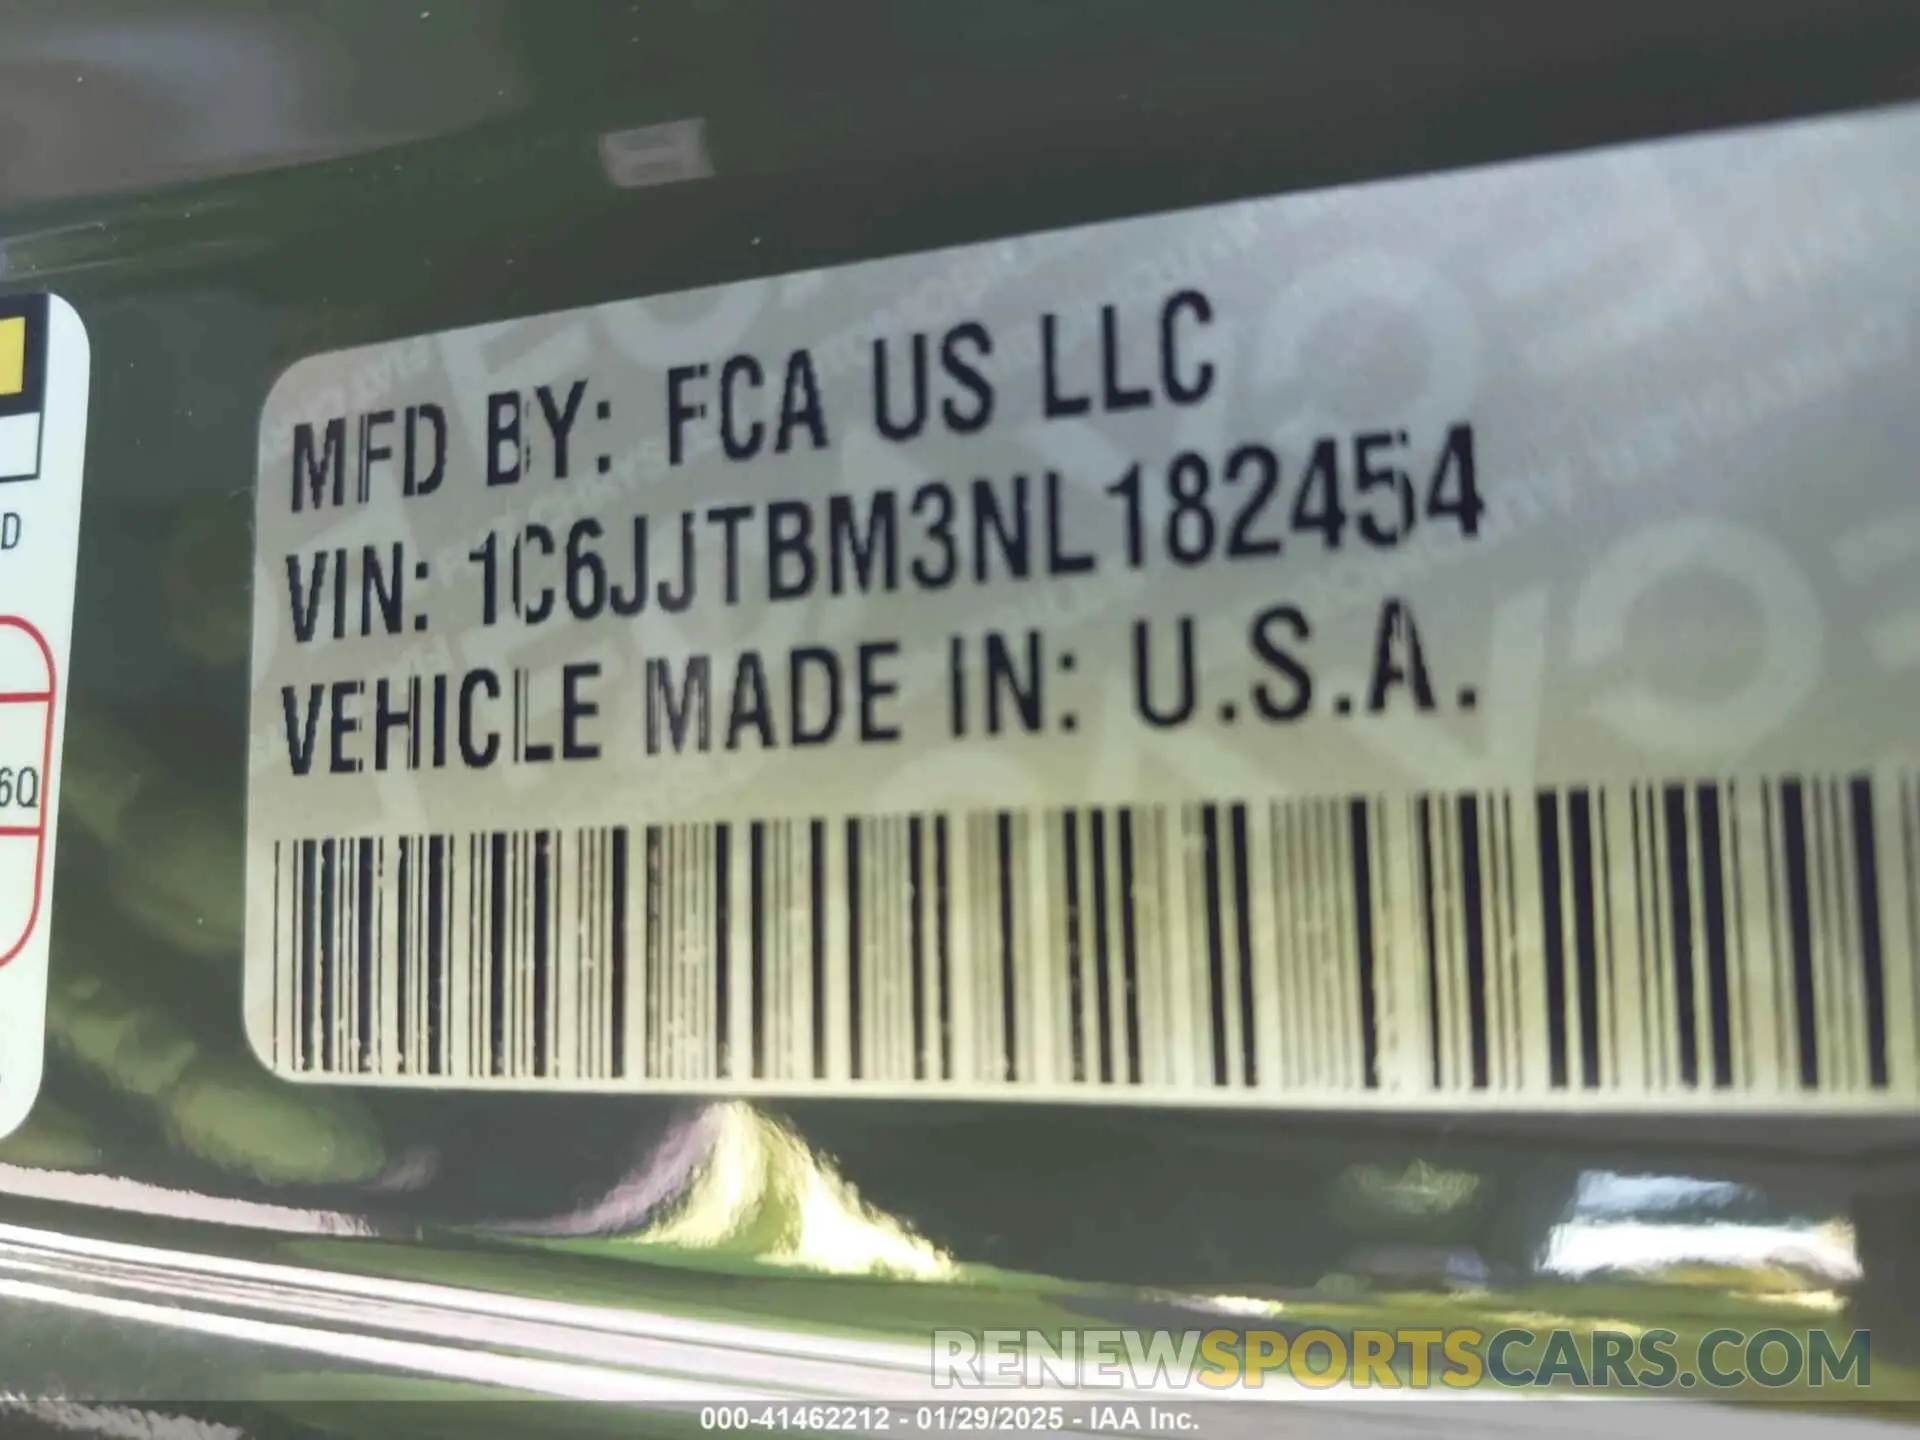 MFD BY: FCA US LLC
VIN: 1C6JJTBM3NL182454
VEHICLE MADE IN: U.S.A.
D
6Q
RENEWSPORTSCARS.COM
000-41462212 - 01/29/2025 - IAA Inc.